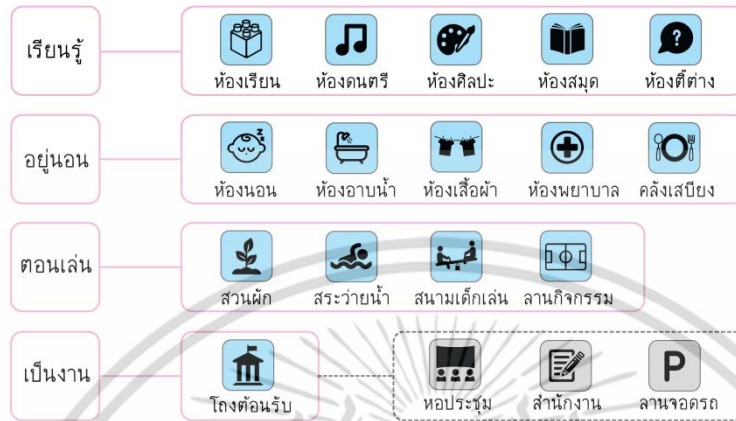 เรียนรู้
ห้องเรียน ห้องดนตรี ห้องศิลปะ ห้องสมุด ห้องติ๊ต่าง
อยู่นอน
ห้องนอน ห้องอาบน้ำ ห้องเสื้อผ้า ห้องพยาบาล คลังเสบียง
ตอนเล่น
สวนผัก สระว่ายน้ำ สนามเด็กเล่น ลานกิจกรรม
เป็นงาน
P
โถงต้อนรับ หอประชุม สำนักงาน ลานจอดรถ